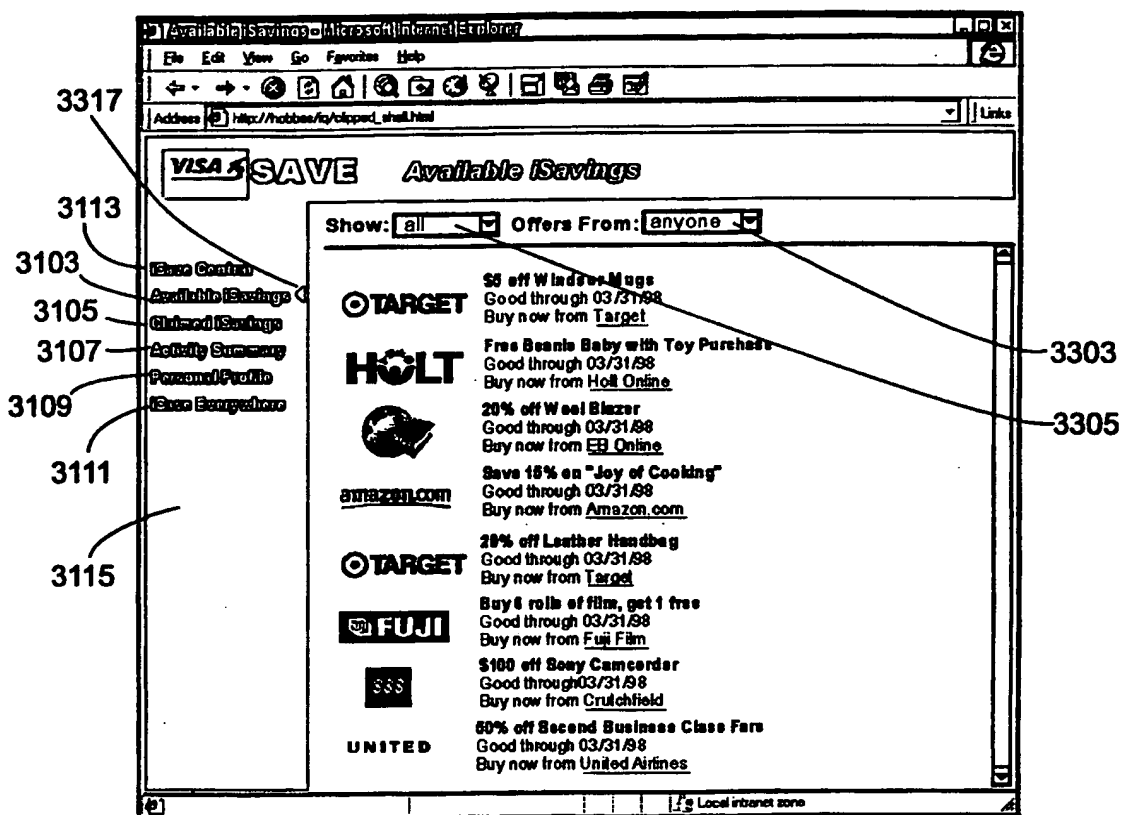 Available iSavings - Microsoft Internet Explorer
File Edit View Go Favorites Help
Address http://hobbes/iq/clipped_shell.html Links
VISA SAVE Available iSavings
3317
3113
3103
3105
3107
3109
3111
3115
3303
3305
Show: all Offers From: anyone
iSave Central
Available iSavings
Claimed iSavings
Activity Summary
Personal Profile
iSave Everywhere
TARGET
$5 off Windsor Mugs
Good through 03/31/98
Buy now from Target
HOLT
Free Beanie Baby with Toy Purchase
Good through 03/31/98
Buy now from Holt Online
20% off Wool Blazer
Good through 03/31/98
Buy now from EB Online
amazon.com
Save 15% on "Joy of Cooking"
Good through 03/31/98
Buy now from Amazon.com
TARGET
20% off Leather Handbag
Good through 03/31/98
Buy now from Target
FUJI
Buy 6 rolls of film, get 1 free
Good through 03/31/98
Buy now from Fuji Film
$100 off Sony Camcorder
Good through03/31/98
Buy now from Crutchfield
UNITED
50% off Second Business Class Fare
Good through 03/31/98
Buy now from United Airlines
Local intranet zone